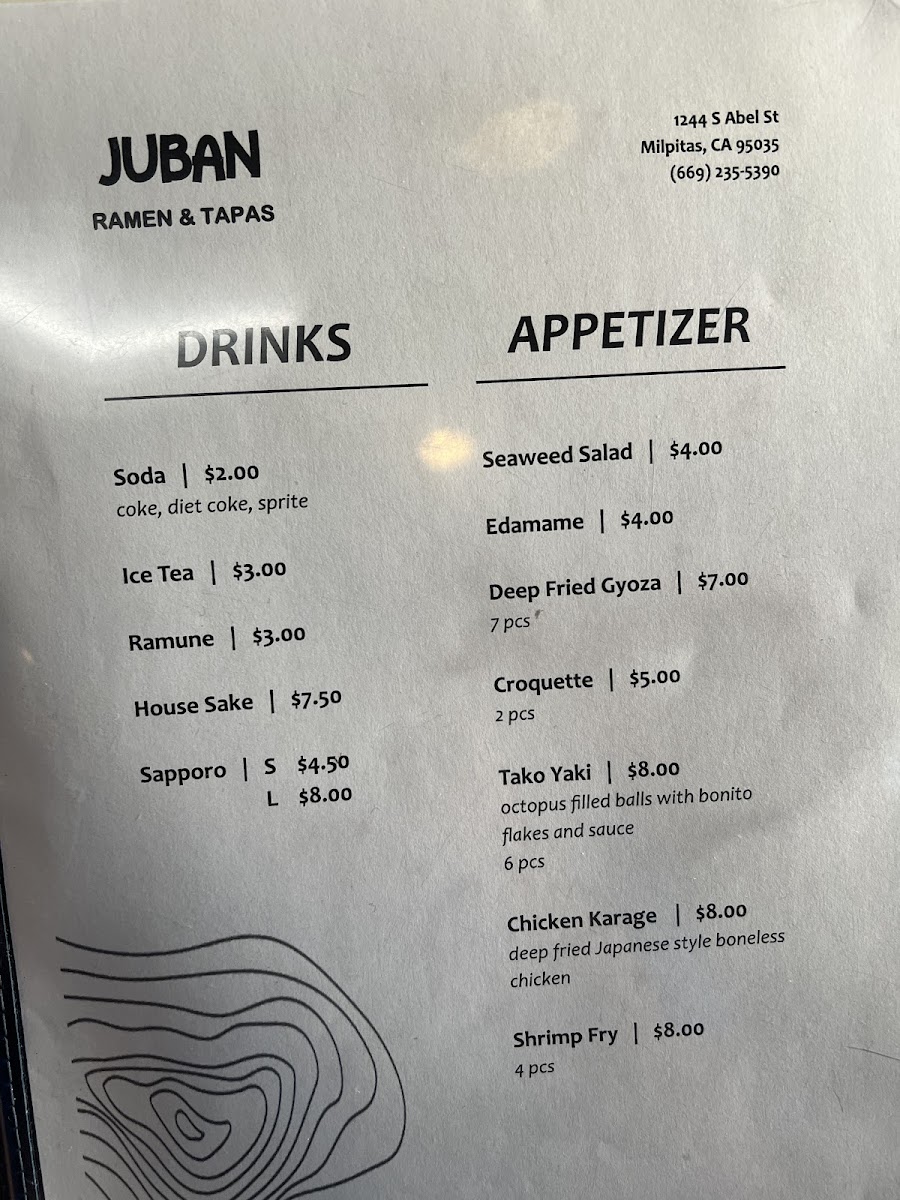 JUBAN
RAMEN & TAPAS
1244 S Abel St
Milpitas, CA 95035
(669) 235-5390
DRINKS
Soda | $2.00
coke, diet coke, sprite
Ice Tea | $3.00
Ramune | $3.00
House Sake | $7.50
Sapporo | S $4.50
L $8.00
APPETIZER
Seaweed Salad | $4.00
Edamame | $4.00
Deep Fried Gyoza | $7.00
7 pcs
Croquette | $5.00
2 pcs
Tako Yaki | $8.00
octopus filled balls with bonito
flakes and sauce
6 pcs
Chicken Karage | $8.00
deep fried Japanese style boneless
chicken
Shrimp Fry | $8.00
4 pcs